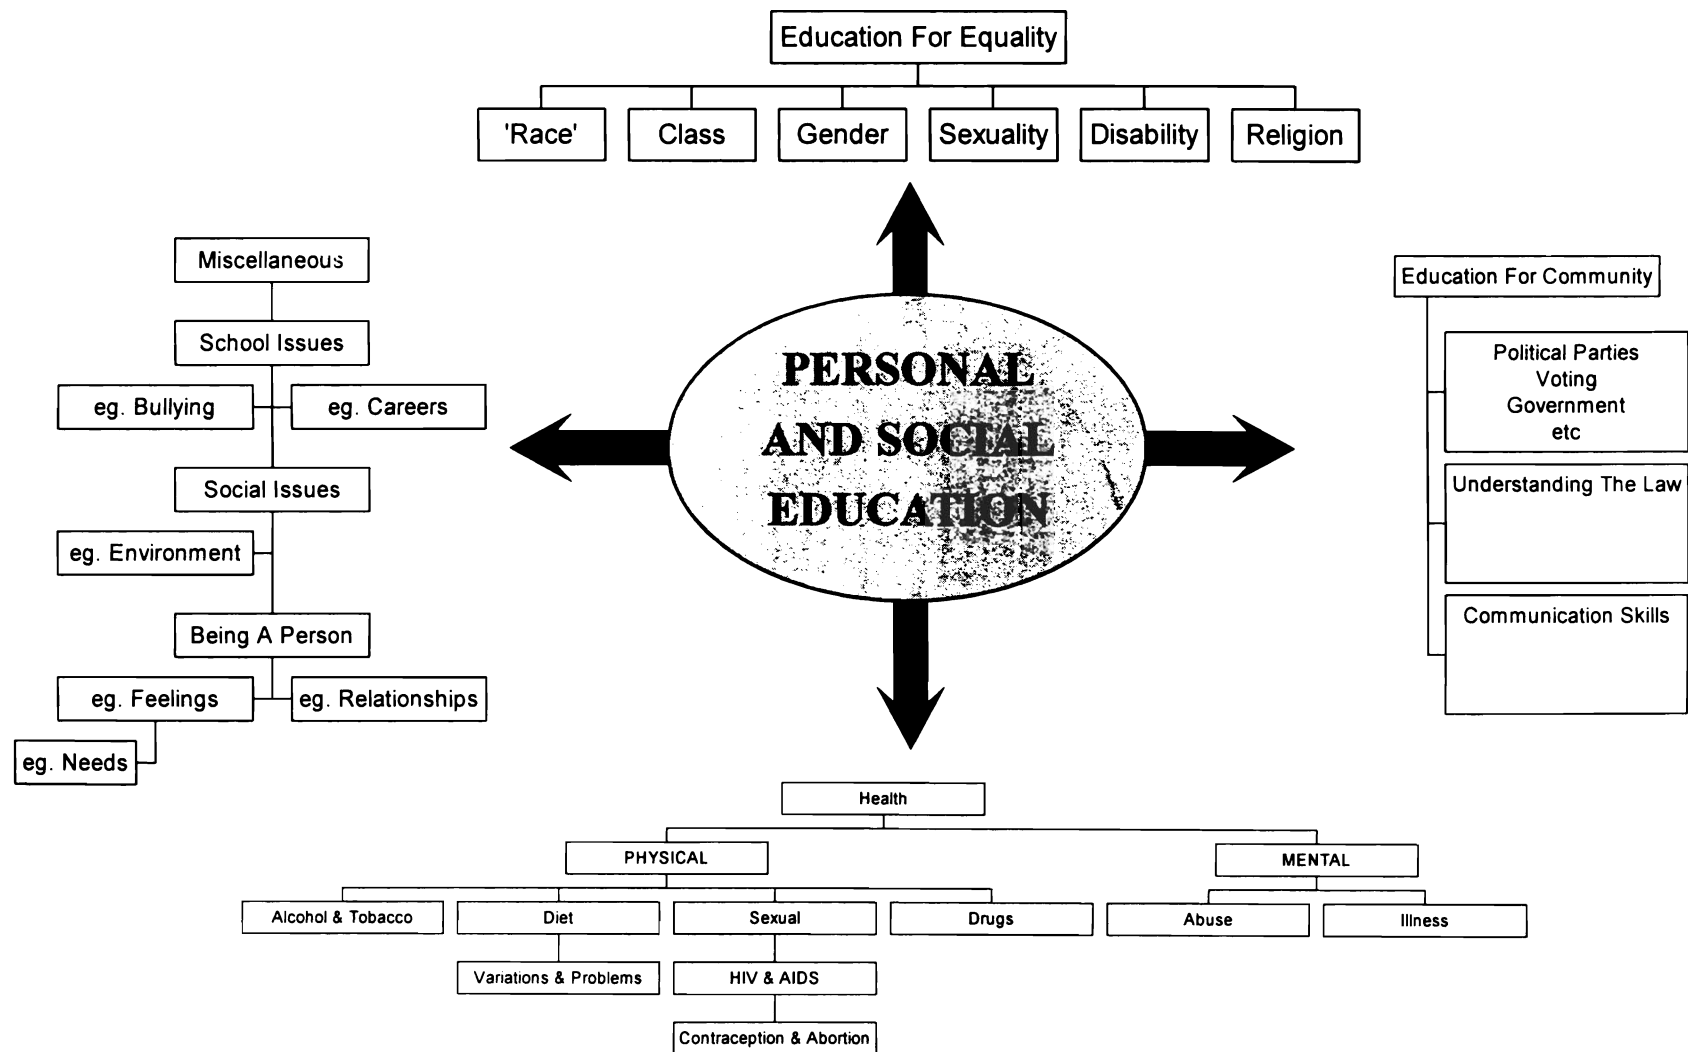 Education For Equality
'Race'
Class
Gender
Sexuality
Disability
Religion
Miscellaneous
School Issues
eg. Bullying
eg. Careers
Social Issues
eg. Environment
Being A Person
eg. Feelings
eg. Relationships
eg. Needs
PERSONAL
AND SOCIAL
EDUCATION
Education For Community
Political Parties
Voting
Government
etc
Understanding The Law
Communication Skills
Health
PHYSICAL
MENTAL
Alcohol & Tobacco
Diet
Sexual
Drugs
Abuse
Illness
Variations & Problems
HIV & AIDS
Contraception & Abortion